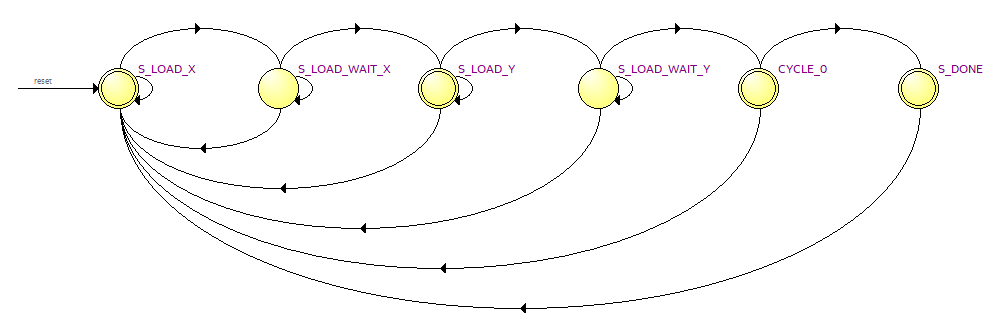 S_LOAD_X
S_LOAD_WAIT_X
S_LOAD_Y
S_LOAD_WAIT_Y
CYCLE_0
S_DONE
reset